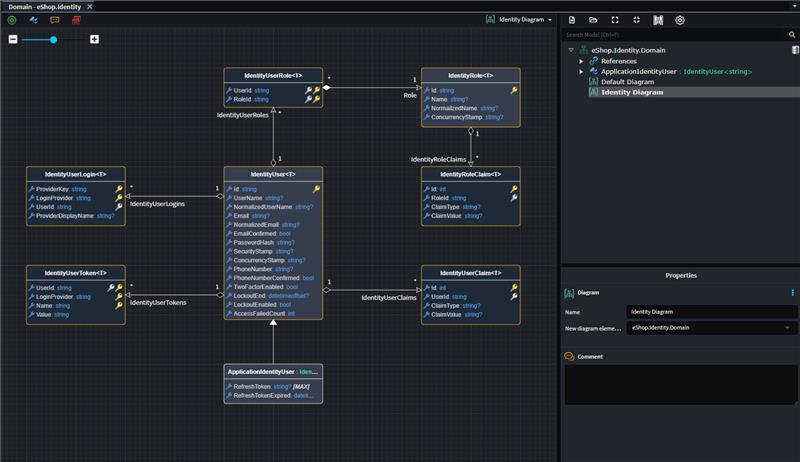 Domain - eShop.Identity
Identity Diagram
IdentityUserRole<T>
UserId: string
RoleId: string
*
1
Role
IdentityRole<T>
Id: string
Name: string?
NormalizedName: string?
ConcurrencyStamp: string?
IdentityUserRoles
*
1
1
IdentityRoleClaims
*
IdentityUserLogin<T>
ProviderKey: string
LoginProvider: string
UserId: string
ProviderDisplayName: string?
*
1
IdentityUserLogins
IdentityUser<T>
Id: string
UserName: string?
NormalizedUserName: string?
Email: string?
NormalizedEmail: string?
EmailConfirmed: bool
PasswordHash: string?
SecurityStamp: string?
ConcurrencyStamp: string?
PhoneNumber: string?
PhoneNumberConfirmed: bool
TwoFactorEnabled: bool
LockoutEnd: datetimeoffset?
LockoutEnabled: bool
AccessFailedCount: int
IdentityRoleClaim<T>
Id: int
RoleId: string
ClaimType: string?
ClaimValue: string?
IdentityUserToken<T>
UserId: string
LoginProvider: string
Name: string
Value: string
*
1
IdentityUserTokens
1
*
IdentityUserClaims
IdentityUserClaim<T>
Id: int
UserId: string
ClaimType: string?
ClaimValue: string?
ApplicationIdentityUser : Iden...
RefreshToken: string? [MAX]
RefreshTokenExpired: dateti...
Search Model (Ctrl+F)
eShop.Identity.Domain
References
ApplicationIdentityUser : IdentityUser<string>
Default Diagram
Identity Diagram
Properties
Diagram
Name
Identity Diagram
New diagram eleme...
eShop.Identity.Domain
Comment